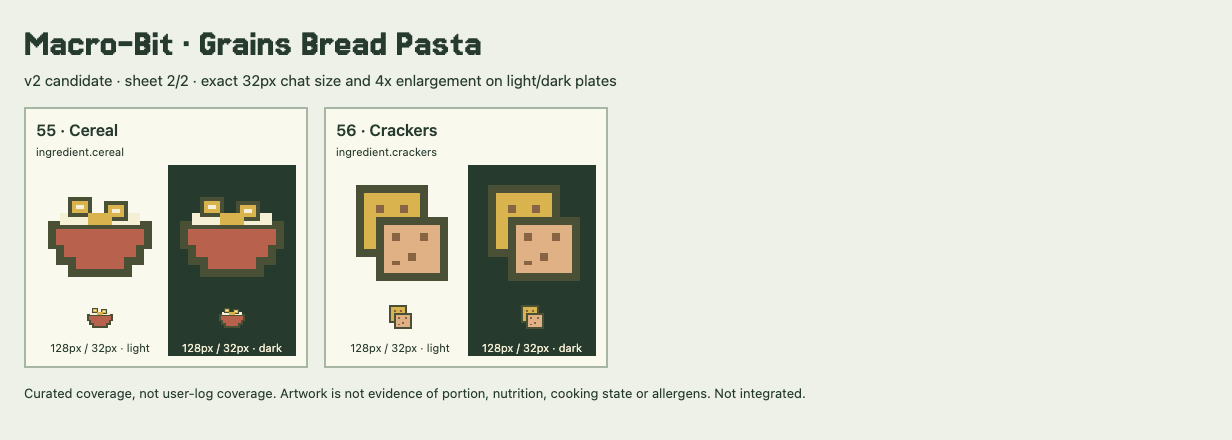 Macro-Bit · Grains Bread Pasta
v2 candidate · sheet 2/2 · exact 32px chat size and 4x enlargement on light/dark plates
55 · Cereal
ingredient.cereal
128px / 32px · light
128px / 32px · dark
56 · Crackers
ingredient.crackers
128px / 32px · light
128px / 32px · dark
Curated coverage, not user-log coverage. Artwork is not evidence of portion, nutrition, cooking state or allergens. Not integrated.